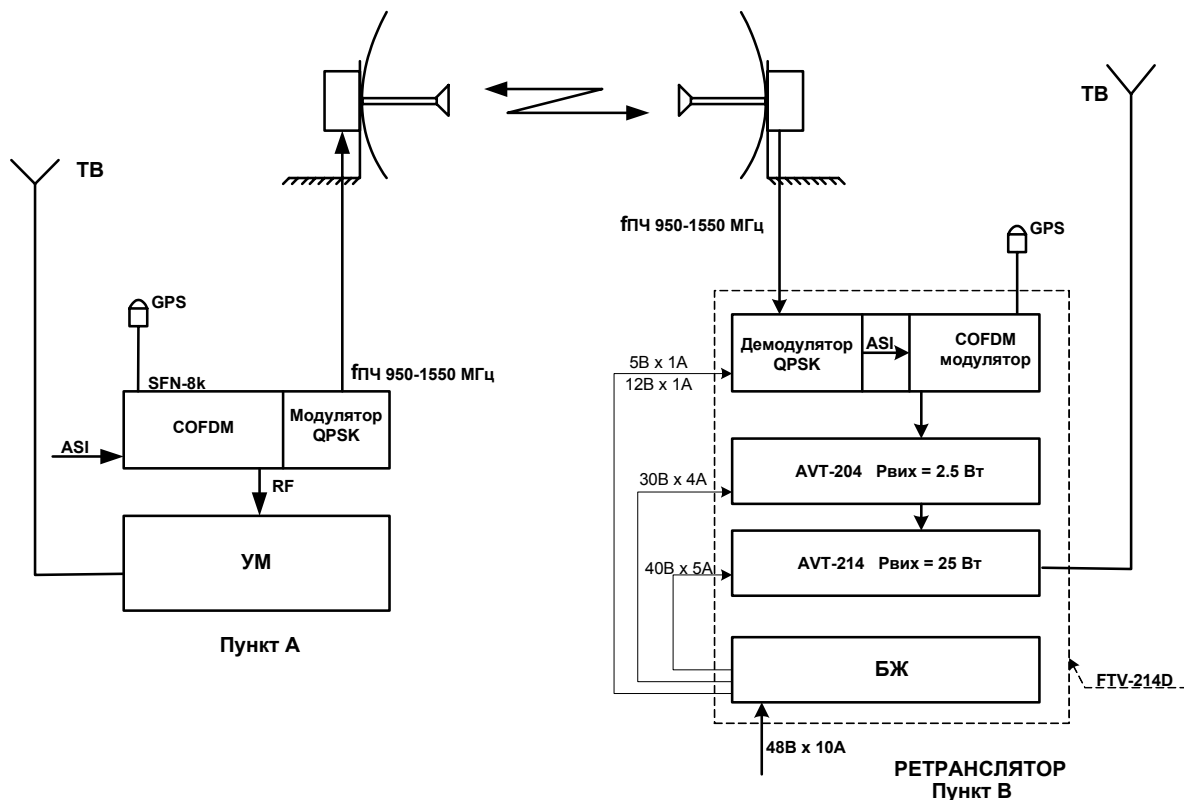 ТВ
ТВ
fПЧ 950-1550 МГц
GPS
GPS
SFN-8k
fПЧ 950-1550 МГц
COFDM
Модулятор
QPSK
ASI
RF
УМ
Пункт А
5В x 1А
12В x 1А
Демодулятор
QPSK
ASI
COFDM
модулятор
30В x 4А
AVT-204 Рвих = 2.5 Вт
40В x 5А
AVT-214 Рвих = 25 Вт
БЖ
FTV-214D
48В x 10А
РЕТРАНСЛЯТОР
Пункт В